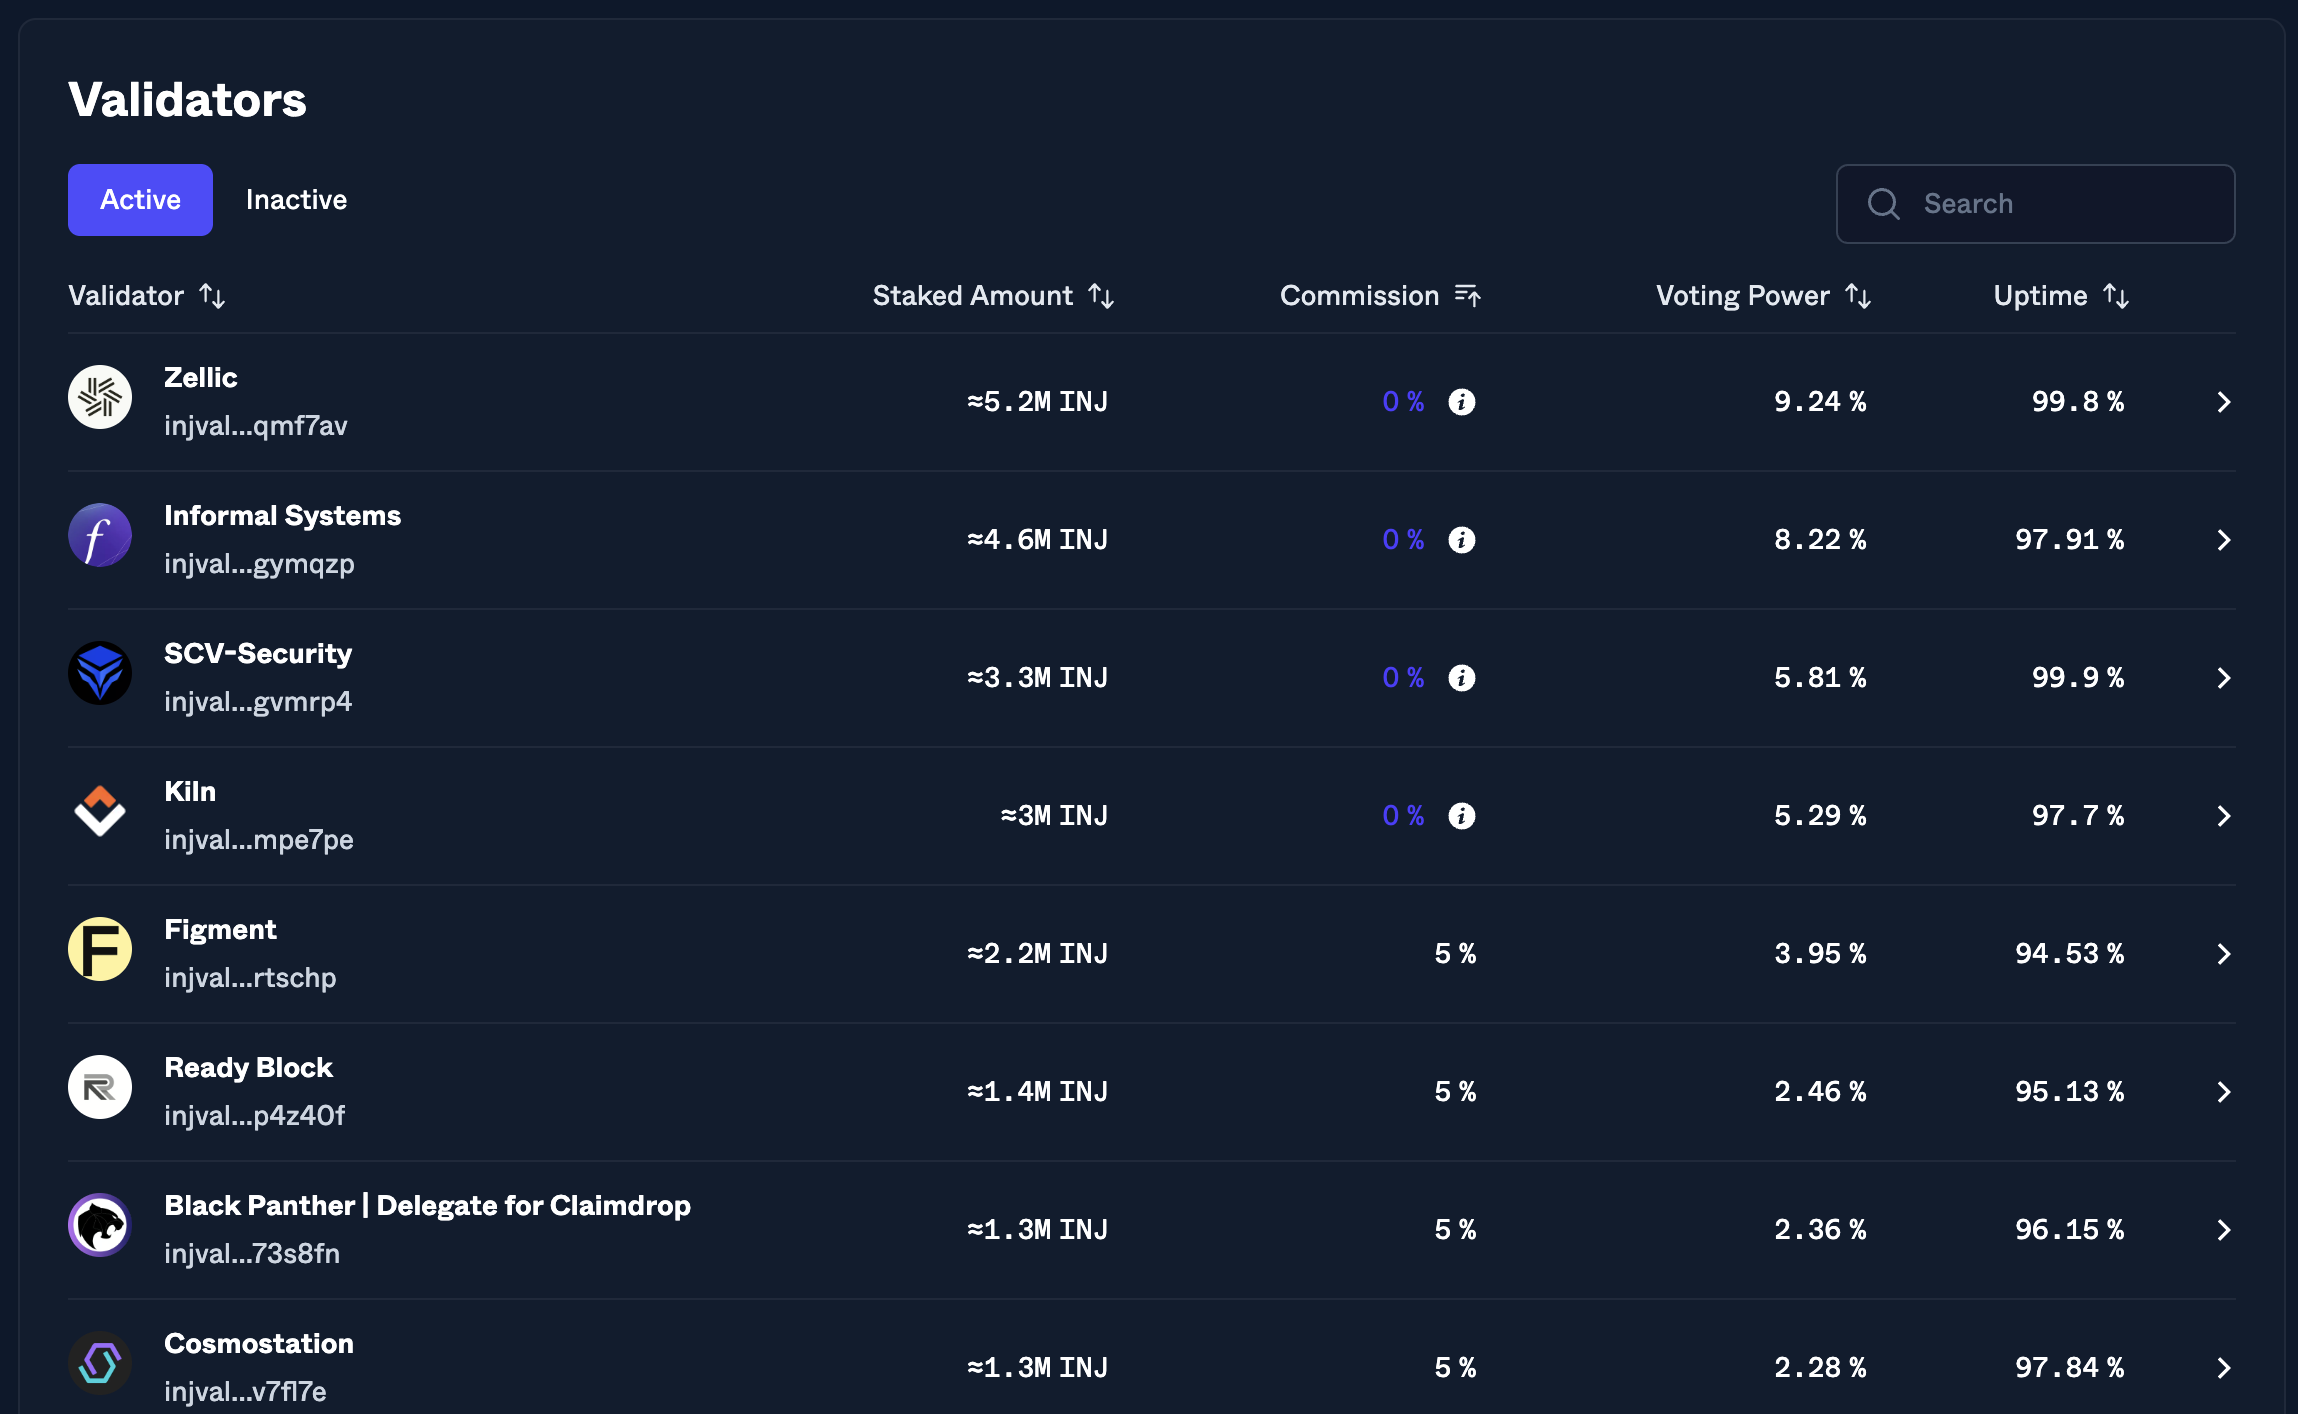 Validators
Active Inactive Search
Validator Staked Amount Commission Voting Power Uptime
Zellic
injval...qmf7av
≈5.2M INJ 0 % i 9.24 % 99.8 %
Informal Systems
injval...gymqzp
≈4.6M INJ 0 % i 8.22 % 97.91 %
SCV-Security
injval...gvmrp4
≈3.3M INJ 0 % i 5.81 % 99.9 %
Kiln
injval...mpe7pe
≈3M INJ 0 % i 5.29 % 97.7 %
Figment
injval...rtschp
≈2.2M INJ 5 % 3.95 % 94.53 %
Ready Block
injval...p4z40f
≈1.4M INJ 5 % 2.46 % 95.13 %
Black Panther | Delegate for Claimdrop
injval...73s8fn
≈1.3M INJ 5 % 2.36 % 96.15 %
Cosmostation
injval...v7fl7e
≈1.3M INJ 5 % 2.28 % 97.84 %